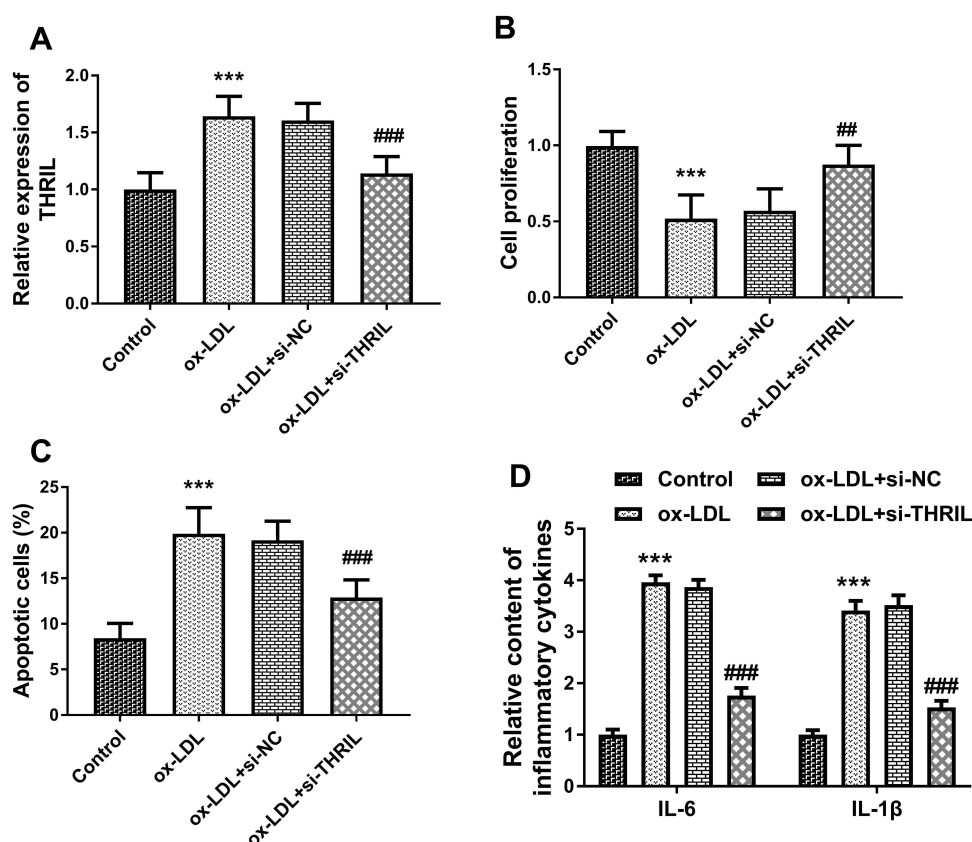 A
Relative expression of
THRIL
2.0
1.5
1.0
0.5
0.0
***
###
Control
ox-LDL
ox-LDL+si-NC
ox-LDL+si-THRIL
B
Cell proliferation
1.5
1.0
0.5
0.0
***
##
Control
ox-LDL
ox-LDL+si-NC
ox-LDL+si-THRIL
C
Apoptotic cells (%)
25
20
15
10
5
0
***
###
Control
ox-LDL
ox-LDL+si-NC
ox-LDL+si-THRIL
D
Control
ox-LDL+si-NC
ox-LDL
ox-LDL+si-THRIL
Relative content of
inflammatory cytokines
5
4
3
2
1
0
***
###
***
###
IL-6
IL-1β